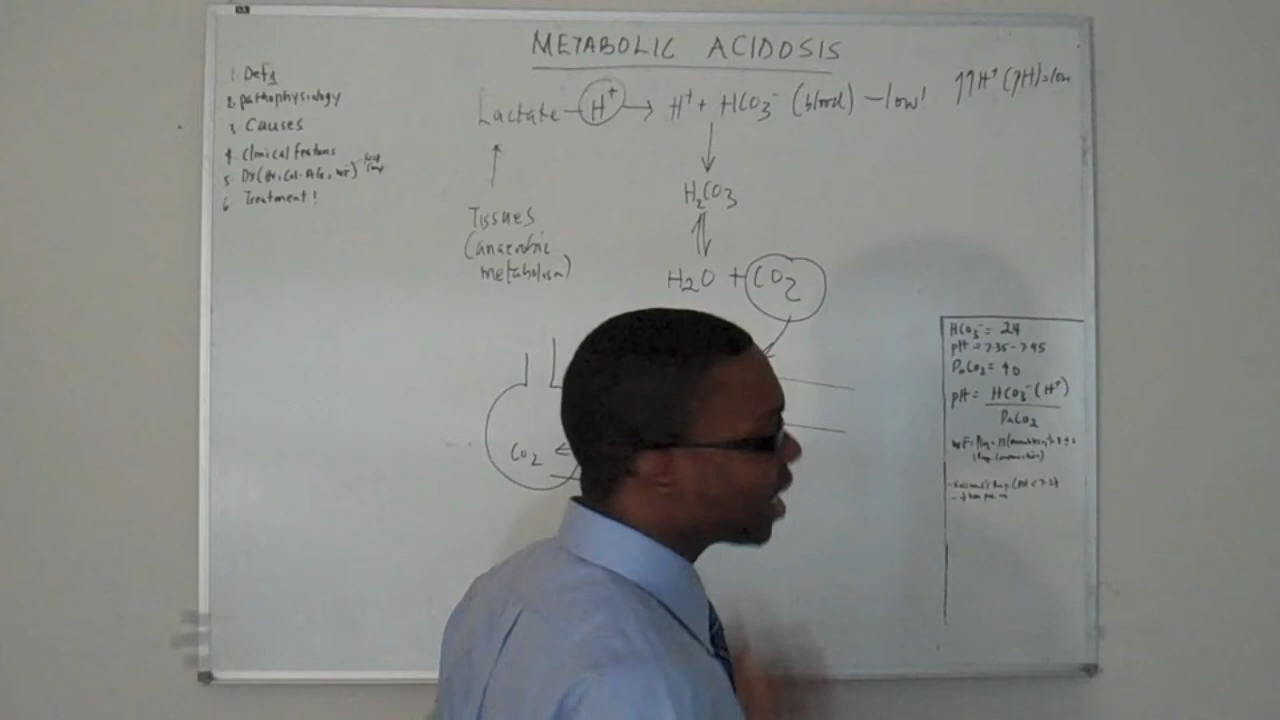 METABOLIC ACIDOSIS
1. Defn
2. pathophysiology
3. Causes
4. Clinical features
5. Dx(
6. Treatment!
Lactate – H⁺ → H⁺ + HCO₃⁻ (blood) – low!
↑↑H⁺ (pH)=low
H₂CO₃
Tissues
(anaerobic
metabolism)
H₂O + CO₂
CO₂
HCO₃⁻ = 24
pH = 7.35-7.45
PaCO₂ = 40
pH = HCO₃⁻ (H⁺)
PaCO₂